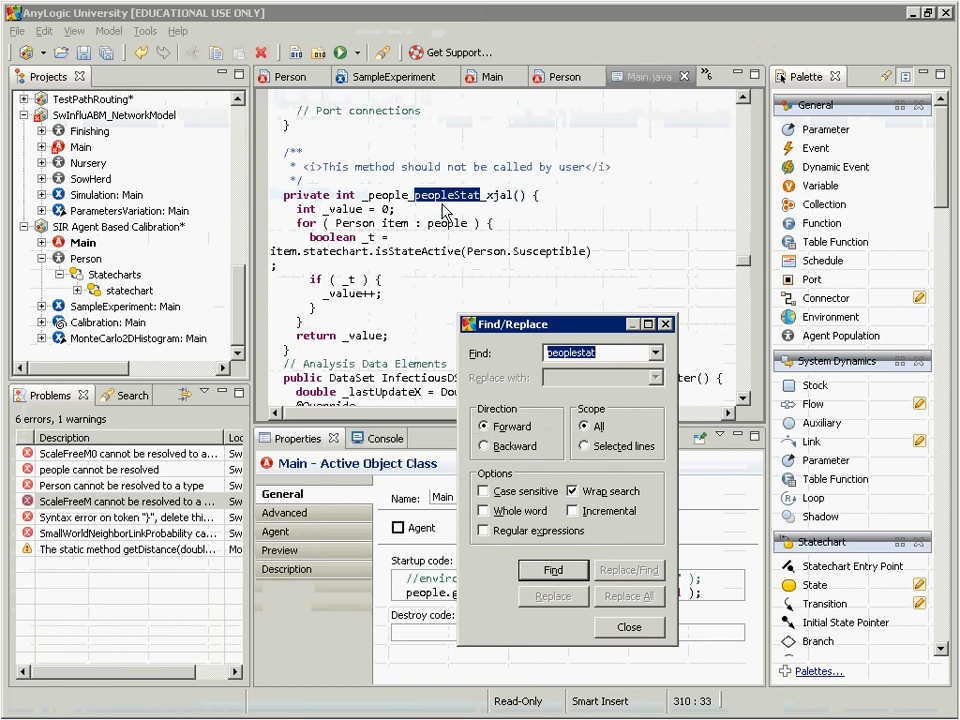 AnyLogic University [EDUCATIONAL USE ONLY]
File Edit View Model Tools Help
Get Support...
Projects
TestPathRouting*
SwInfluABM_NetworkModel
Finishing
Main
Nursery
SowHerd
Simulation: Main
ParametersVariation: Main
SIR Agent Based Calibration*
Main
Person
Statecharts
statechart
SampleExperiment: Main
Calibration: Main
MonteCarlo2DHistogram: Main
Problems Search
6 errors, 1 warnings
Description Loc
ScaleFreeM0 cannot be resolved to a... Sw
people cannot be resolved Sw
Person cannot be resolved to a type Sw
ScaleFreeM cannot be resolved to a ... Sw
Syntax error on token "}", delete thi... Sw
SmallWorldNeighborLinkProbability ca... Sw
The static method getDistance(doubl... Mo
Person SampleExperiment Main Person Main.java
// Port connections
}
/**
* <i>This method should not be called by user</i>
*/
private int _people_peopleStat_xjal() {
int _value = 0;
for ( Person item : people ) {
boolean _t =
item.statechart.isStateActive(Person.Susceptible)
;
if ( _t ) {
_value++;
}
}
return _value;
}
// Analysis Data Elements
public DataSet InfectiousDS
ter() {
double _lastUpdateX = Dou
@Override
Properties Console
Main - Active Object Class
General
Advanced
Agent
Preview
Description
Name: Main
Agent
Startup code:
//enviro
" );
people.g
l );
Destroy code:
Find/Replace
Find: peoplestat
Replace with:
Direction
Forward
Backward
Scope
All
Selected lines
Options
Case sensitive Wrap search
Whole word Incremental
Regular expressions
Find Replace/Find
Replace Replace All
Close
Palette
General
Parameter
Event
Dynamic Event
Variable
Collection
Function
Table Function
Schedule
Port
Connector
Environment
Agent Population
System Dynamics
Stock
Flow
Auxiliary
Link
Parameter
Table Function
Loop
Shadow
Statechart
Statechart Entry Point
State
Transition
Initial State Pointer
Branch
Palettes...
Read-Only Smart Insert 310 : 33